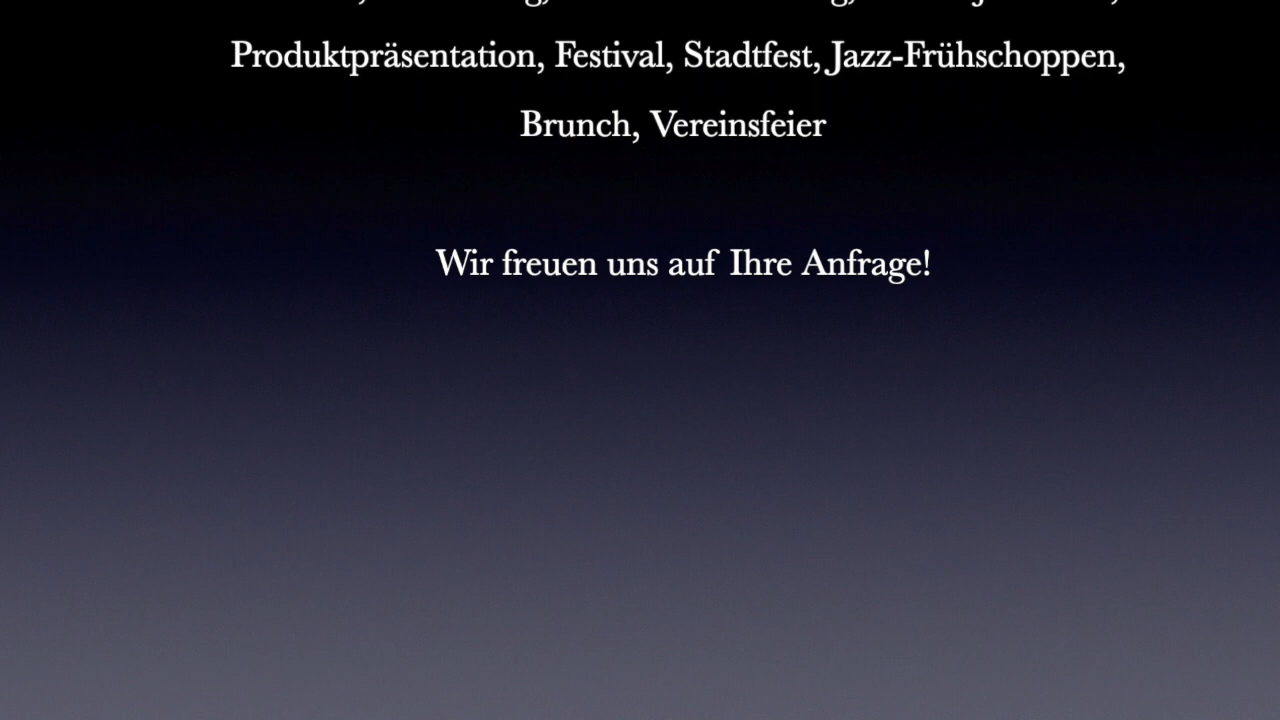 Produktpräsentation, Festival, Stadtfest, Jazz-Frühschoppen,
Brunch, Vereinsfeier
Wir freuen uns auf Ihre Anfrage!